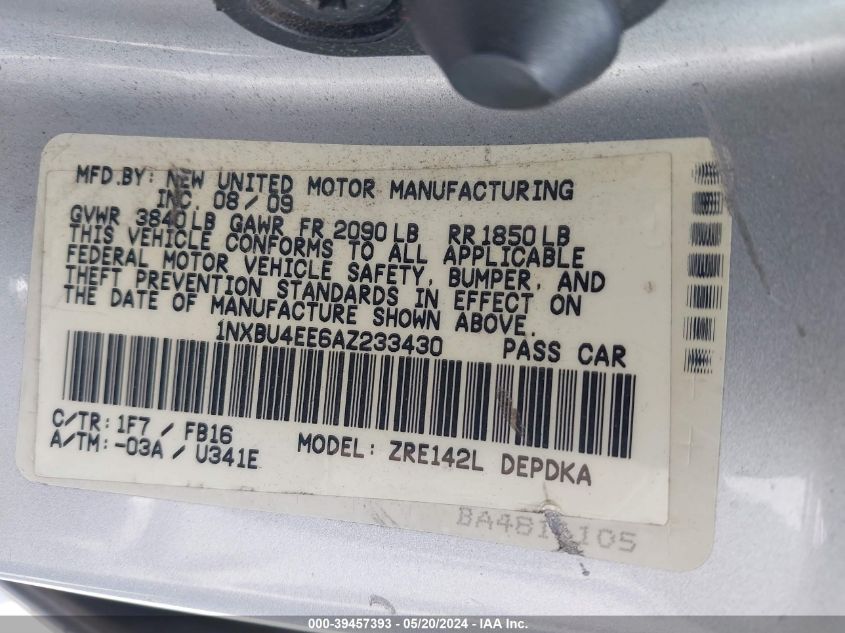 MFD.BY: NEW UNITED MOTOR MANUFACTURING
INC. 08/09
GVWR 3840LB GAWR FR 2090LB RR1850LB
THIS VEHICLE CONFORMS TO ALL APPLICABLE
FEDERAL MOTOR VEHICLE SAFETY, BUMPER, AND
THEFT PREVENTION STANDARDS IN EFFECT ON
THE DATE OF MANUFACTURE SHOWN ABOVE.
1NXBU4EE6AZ233430 PASS CAR
C/TR: 1F7 / FB16
A/TM: -03A / U341E
MODEL: ZRE142L DEPDKA
000-39457393 - 05/20/2024 - IAA Inc.